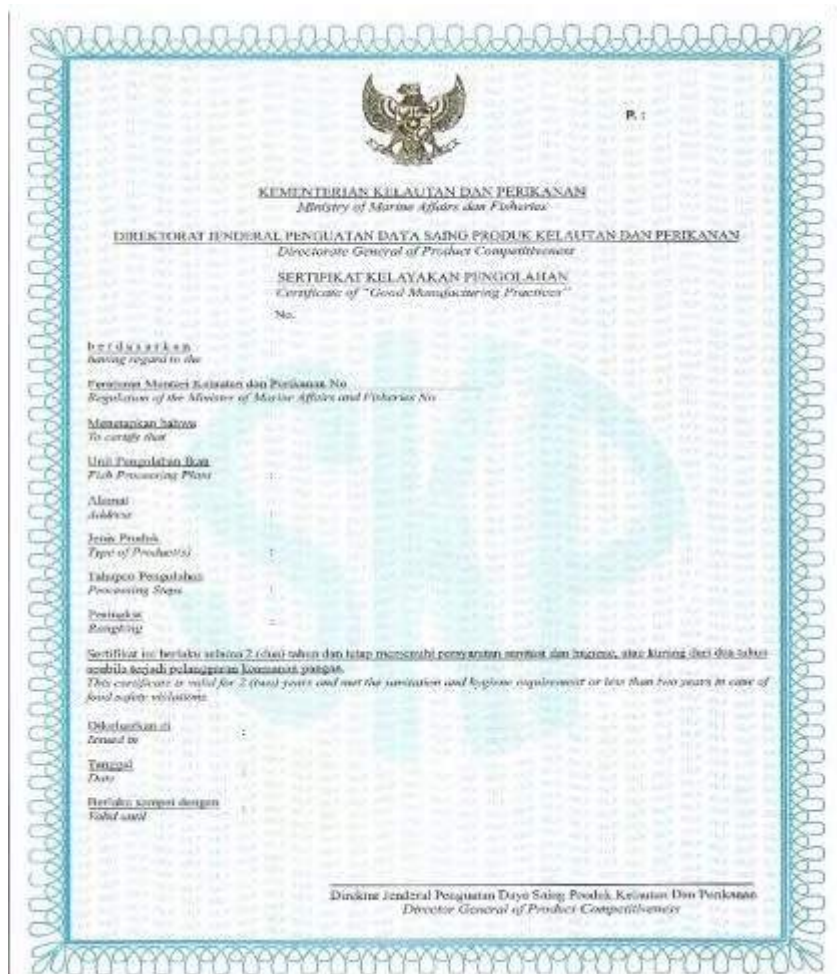 P. :
KEMENTERIAN KELAUTAN DAN PERIKANAN
Ministry of Marine Affairs dan Fisheries
DIREKTORAT JENDERAL PENGUATAN DAYA SAING PRODUK KELAUTAN DAN PERIKANAN
Directorate General of Product Competitiveness
SERTIFIKAT KELAYAKAN PENGOLAHAN
Certificate of "Good Manufacturing Practices"
No.
berdasarkan
having regard to the
Peraturan Menteri Kelautan dan Perikanan No
Regulation of the Minister of Marine Affairs and Fisheries No
Menetapkan bahwa
To certify that
Unit Pengolahan Ikan
Fish Processing Plant :
Alamat
Address :
Jenis Produk
Type of Product(s) :
Tahapan Pengolahan
Processing Steps :
Peringkat
Rangking :
SKP
Sertifikat ini berlaku selama 2 (dua) tahun dan tetap memenuhi persyaratan sanitasi dan higiene, atau kurang dari dua tahun
apabila terjadi pelanggaran keamanan pangan.
This certificate is valid for 2 (two) years and met the sanitation and hygiene requirement or less than two years in case of
food safety violations
Dikeluarkan di
Issued in :
Tanggal
Date :
Berlaku sampai dengan
Valid until :
Direktur Jenderal Penguatan Daya Saing Produk Kelautan Dan Perikanan
Director General of Product Competitiveness